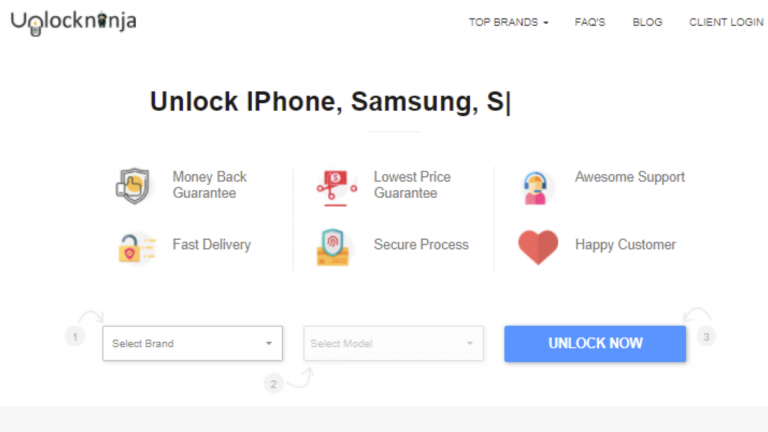 Unlockninja
TOP BRANDS FAQ'S BLOG CLIENT LOGIN
Unlock IPhone, Samsung, S|
Money Back
Guarantee
Lowest Price
Guarantee
Awesome Support
Fast Delivery
Secure Process
Happy Customer
1
Select Brand
Select Model
UNLOCK NOW
3
2